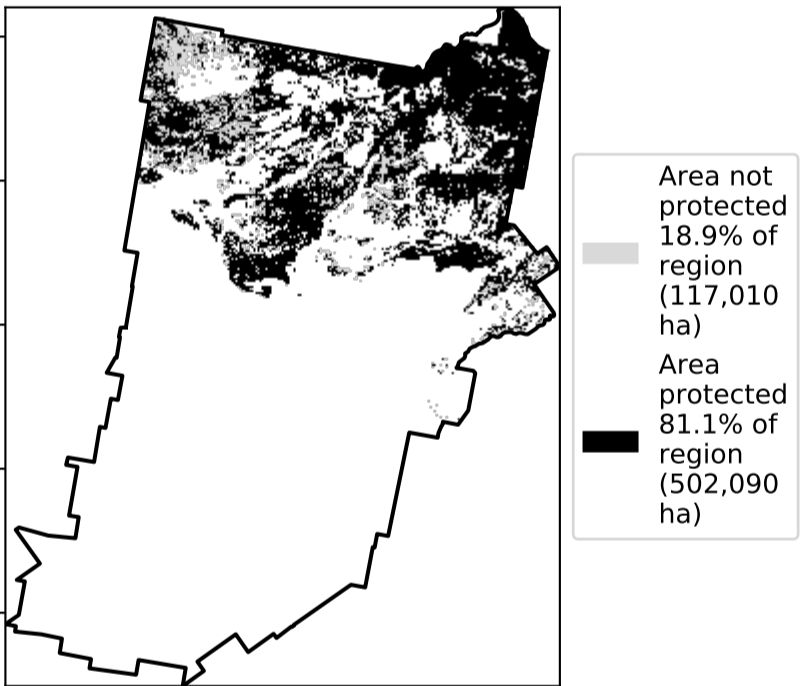 Area not
protected
18.9% of
region
(117,010
ha)
Area
protected
81.1% of
region
(502,090
ha)